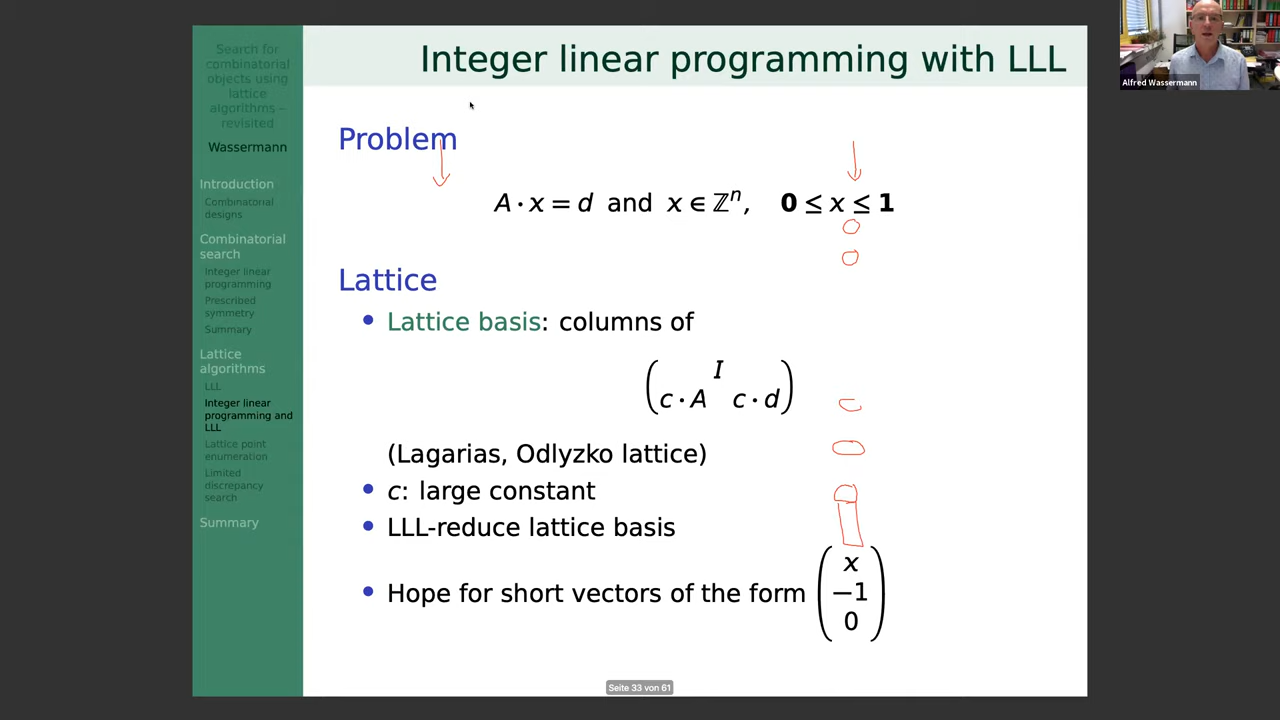 Search for
combinatorial
objects using
lattice
algorithms –
revisited
Wassermann
Introduction
Combinatorial
designs
Combinatorial
search
Integer linear
programming
Prescribed
symmetry
Summary
Lattice
algorithms
LLL
Integer linear
programming and
LLL
Lattice point
enumeration
Limited
discrepancy
search
Summary
Integer linear programming with LLL
Problem
A · x = d and x ∈ ℤⁿ, 0 ≤ x ≤ 1
Lattice
• Lattice basis: columns of
I
c · A c · d
(Lagarias, Odlyzko lattice)
• c: large constant
• LLL-reduce lattice basis
• Hope for short vectors of the form
x
−1
0
Seite 33 von 61
Alfred Wassermann